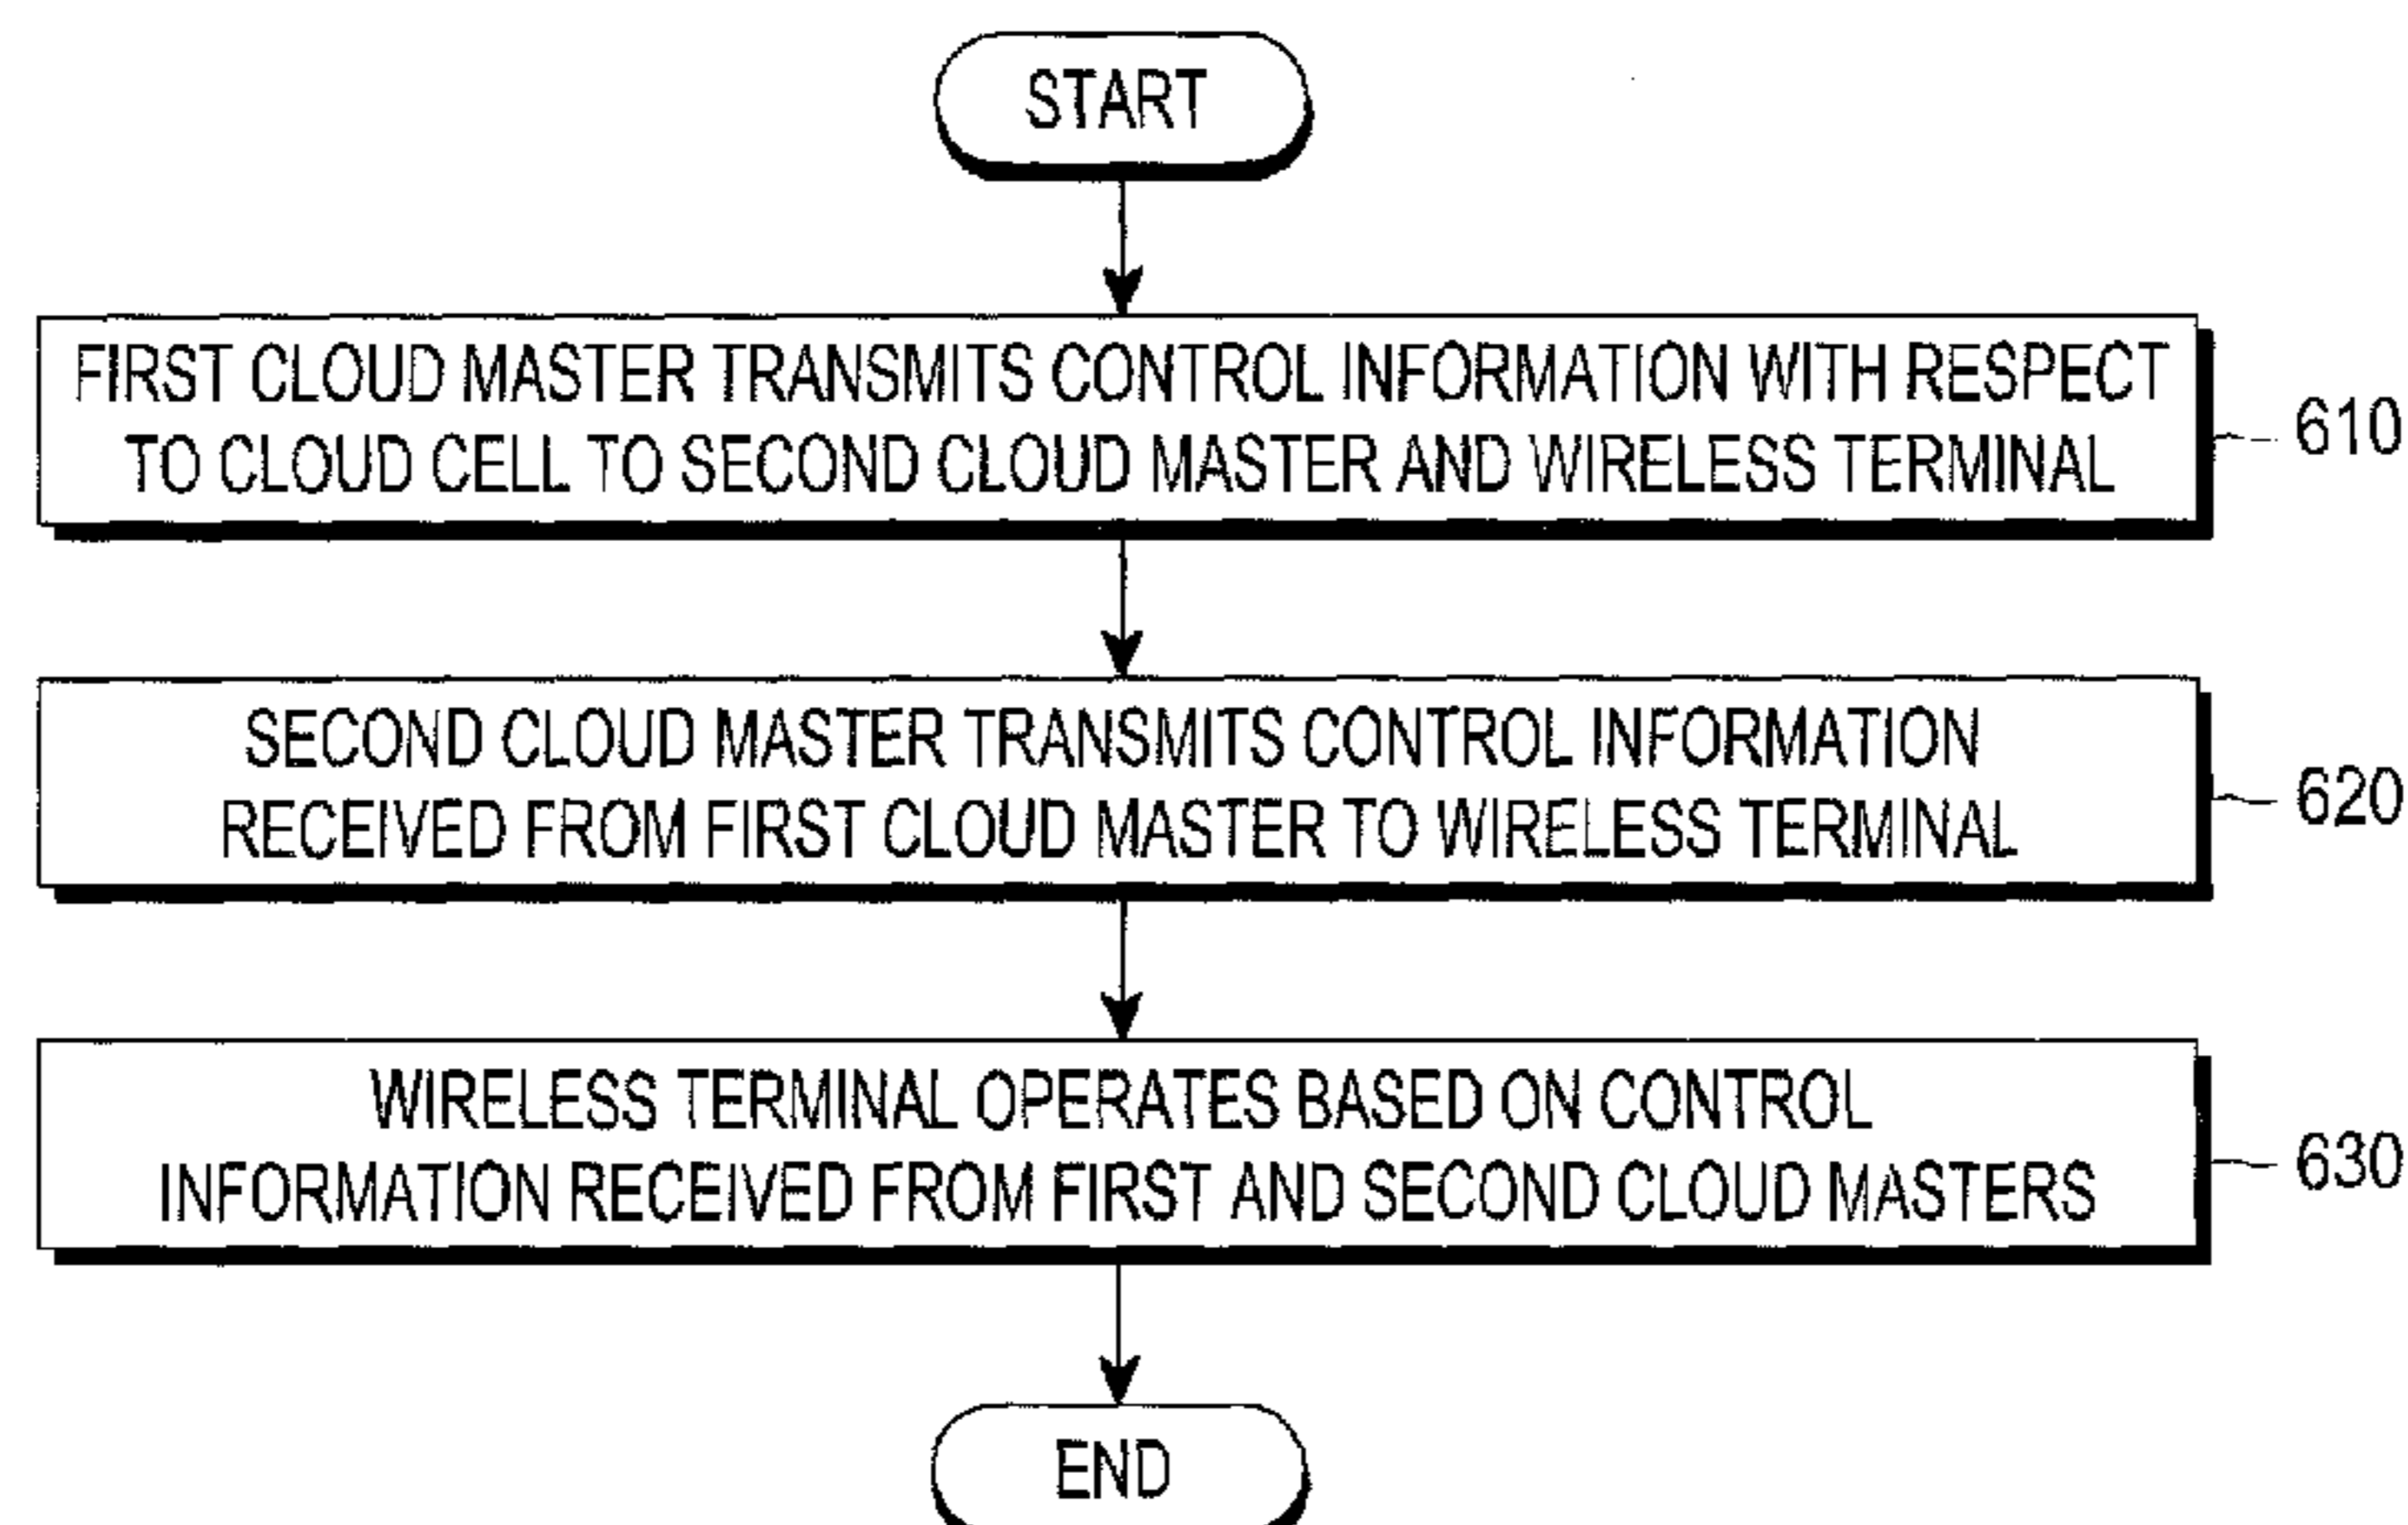 START
FIRST CLOUD MASTER TRANSMITS CONTROL INFORMATION WITH RESPECT
TO CLOUD CELL TO SECOND CLOUD MASTER AND WIRELESS TERMINAL
610
SECOND CLOUD MASTER TRANSMITS CONTROL INFORMATION
RECEIVED FROM FIRST CLOUD MASTER TO WIRELESS TERMINAL
620
WIRELESS TERMINAL OPERATES BASED ON CONTROL
INFORMATION RECEIVED FROM FIRST AND SECOND CLOUD MASTERS
630
END